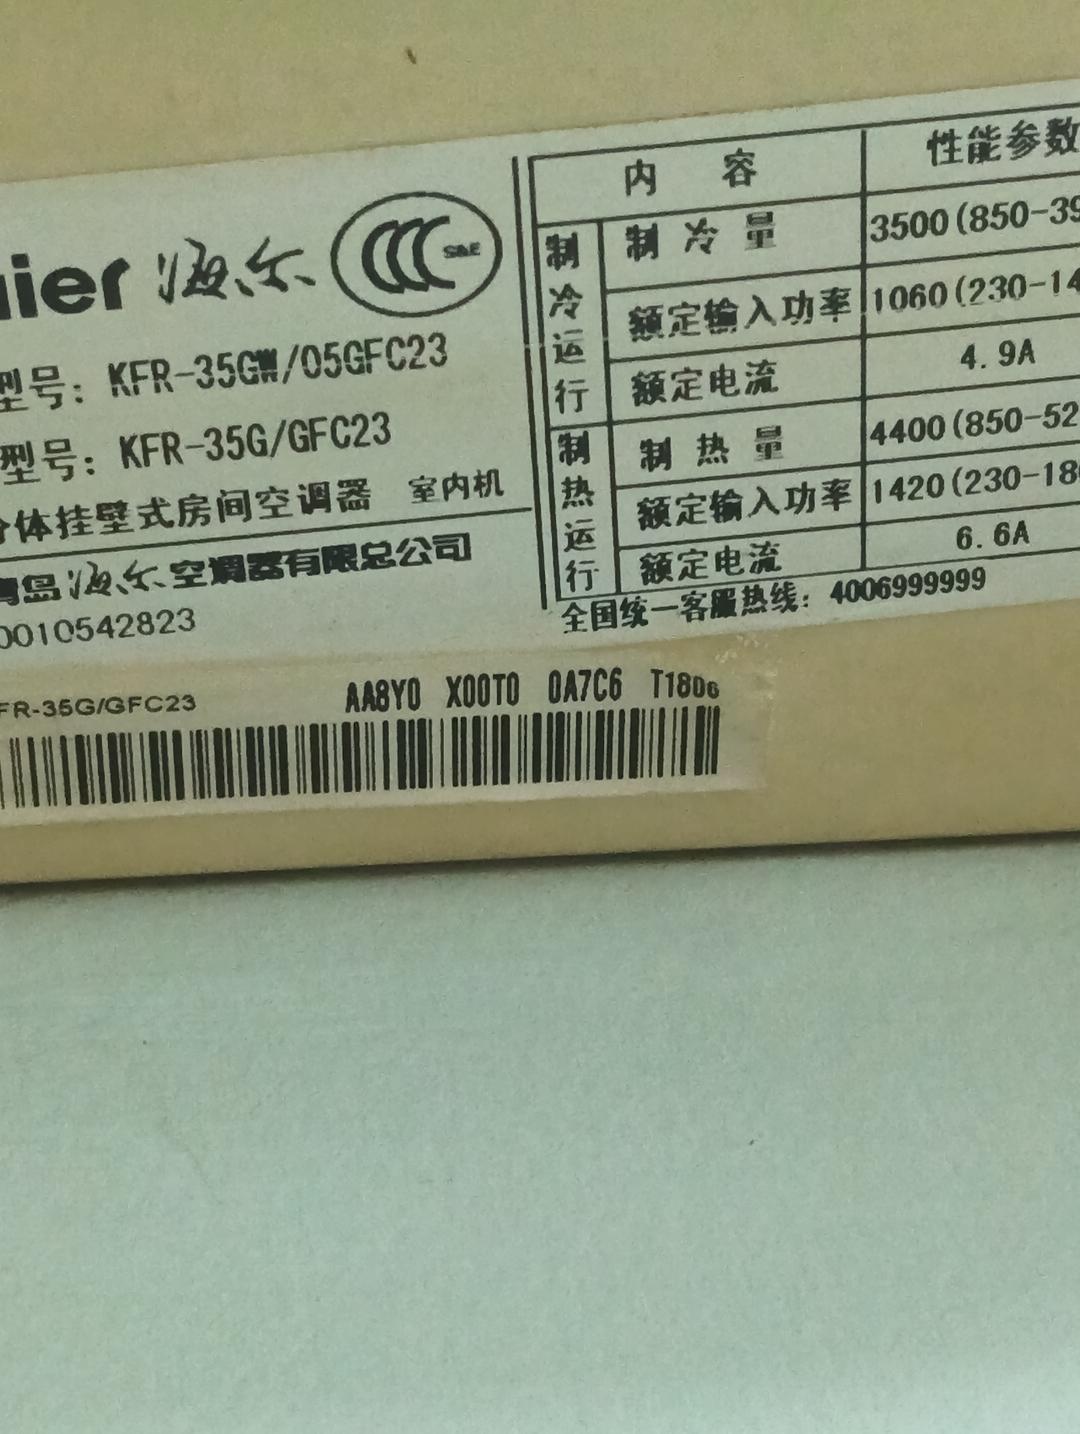 aier 海尔 CCC S&E
型号：KFR-35GW/05GFC23
型号：KFR-35G/GFC23
分体挂壁式房间空调器 室内机
青岛海尔空调器有限总公司
0010542823
内 容 性能参数
制冷运行
制 冷 量 3500(850-39
额定输入功率 1060(230-14
额定电流 4.9A
制热运行
制 热 量 4400(850-52
额定输入功率 1420(230-18
额定电流 6.6A
全国统一客服热线：4006999999
FR-35G/GFC23 AA8Y0 X00T0 0A7C6 T18D6